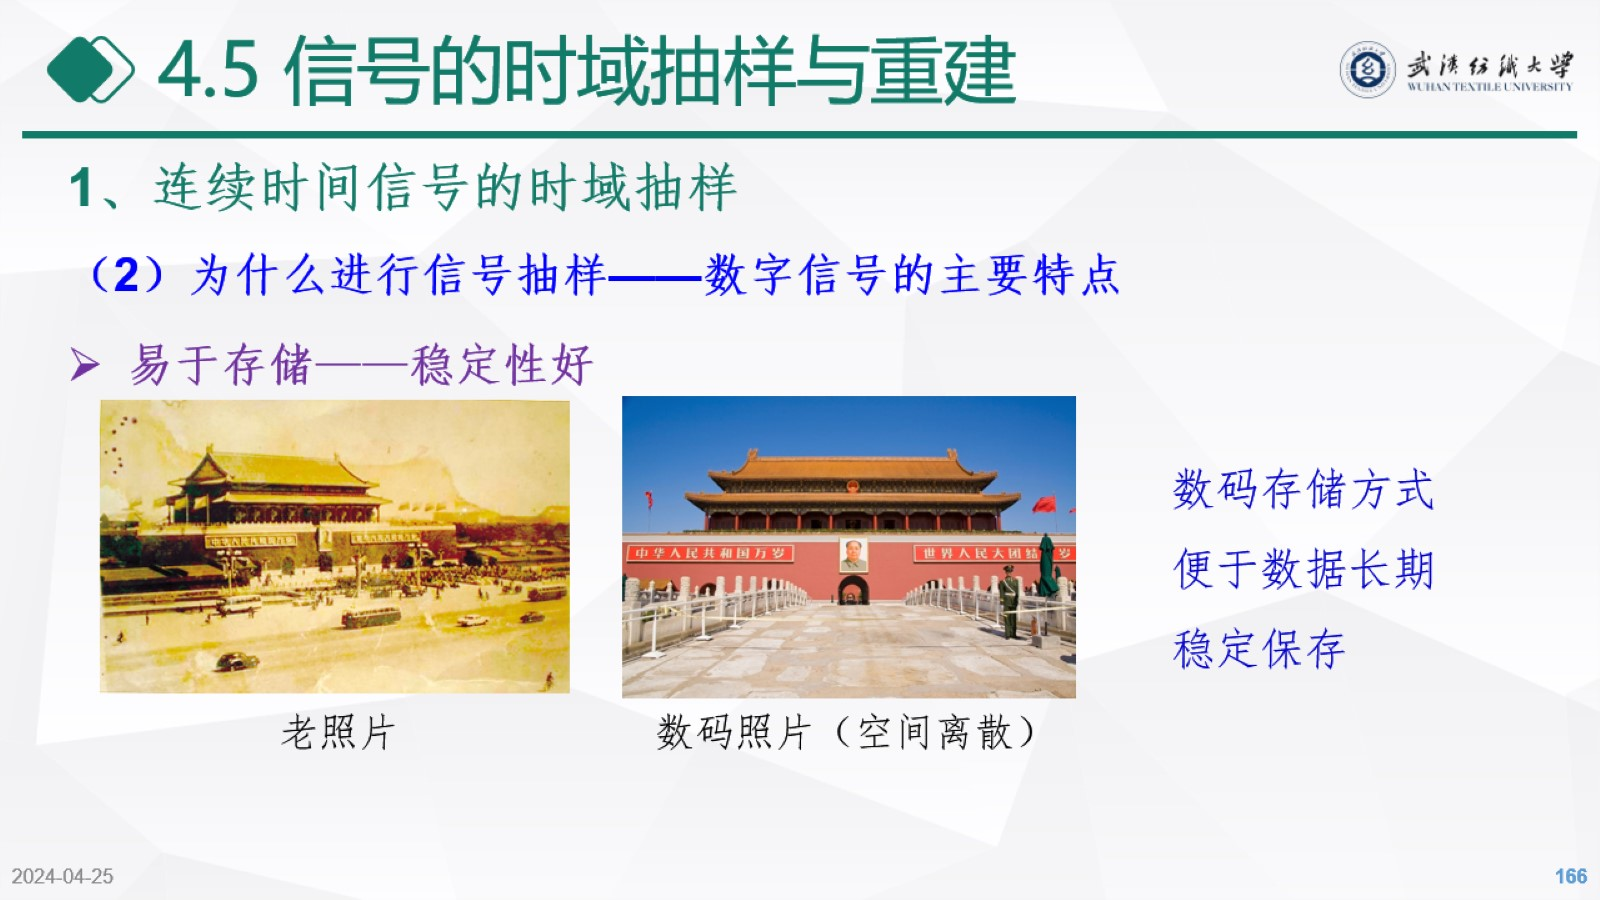 4.5 信号的时域抽样与重建
武汉纺织大学
WUHAN TEXTILE UNIVERSITY
1、连续时间信号的时域抽样
（2）为什么进行信号抽样——数字信号的主要特点
➢ 易于存储——稳定性好
中华人民共和国万岁
世界人民大团结
岁
数码存储方式
便于数据长期
稳定保存
老照片
数码照片（空间离散）
2024-04-25
166